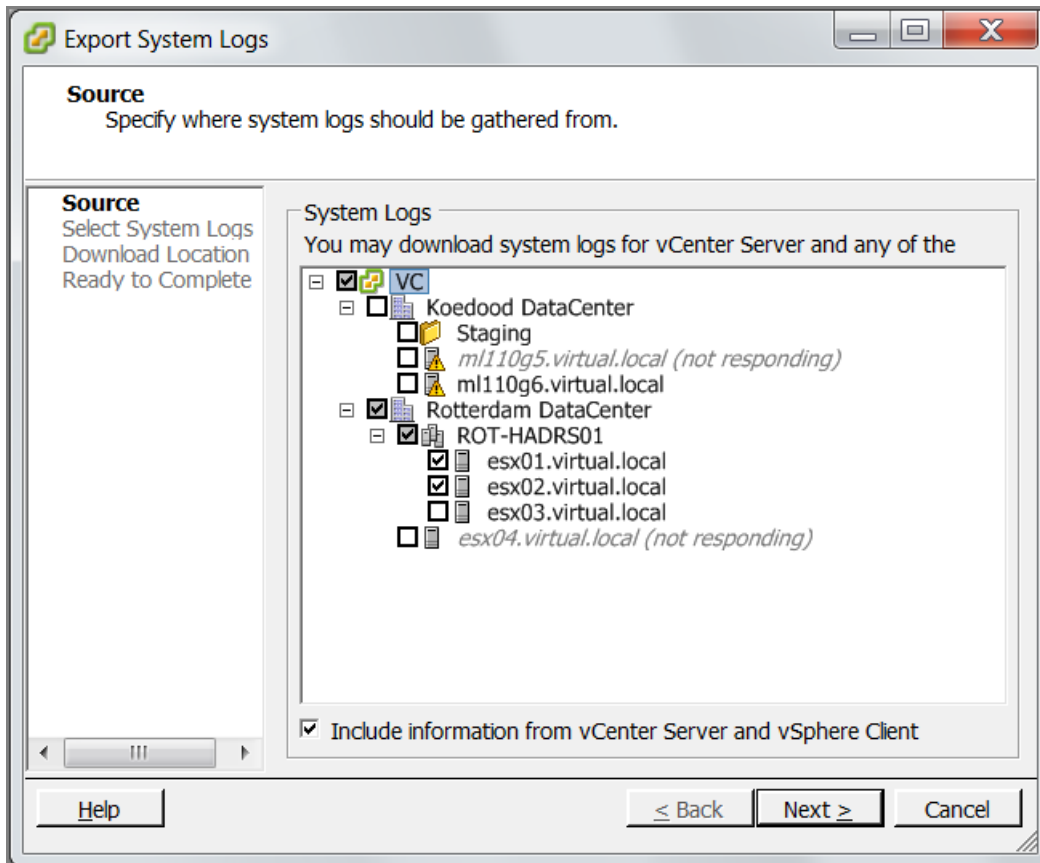 Export System Logs
Source
Specify where system logs should be gathered from.
Source
Select System Logs
Download Location
Ready to Complete
System Logs
You may download system logs for vCenter Server and any of the
VC
Koedood DataCenter
Staging
ml110g5.virtual.local (not responding)
ml110g6.virtual.local
Rotterdam DataCenter
ROT-HADRS01
esx01.virtual.local
esx02.virtual.local
esx03.virtual.local
esx04.virtual.local (not responding)
Include information from vCenter Server and vSphere Client
Help < Back Next > Cancel